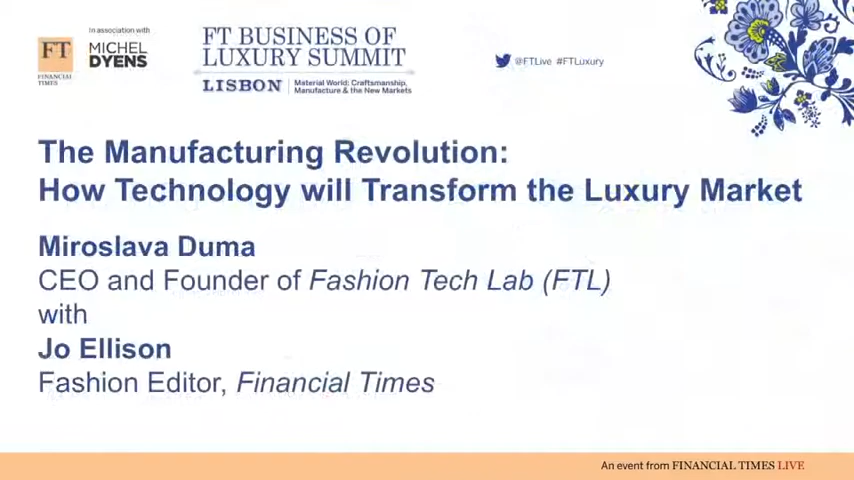 In association with
FT
FINANCIAL
TIMES
MICHEL
DYENS
FT BUSINESS OF
LUXURY SUMMIT
LISBON
Material World: Craftsmanship,
Manufacture & the New Markets
@FTLive #FTLuxury
The Manufacturing Revolution:
How Technology will Transform the Luxury Market
Miroslava Duma
CEO and Founder of Fashion Tech Lab (FTL)
with
Jo Ellison
Fashion Editor, Financial Times
An event from FINANCIAL TIMES LIVE